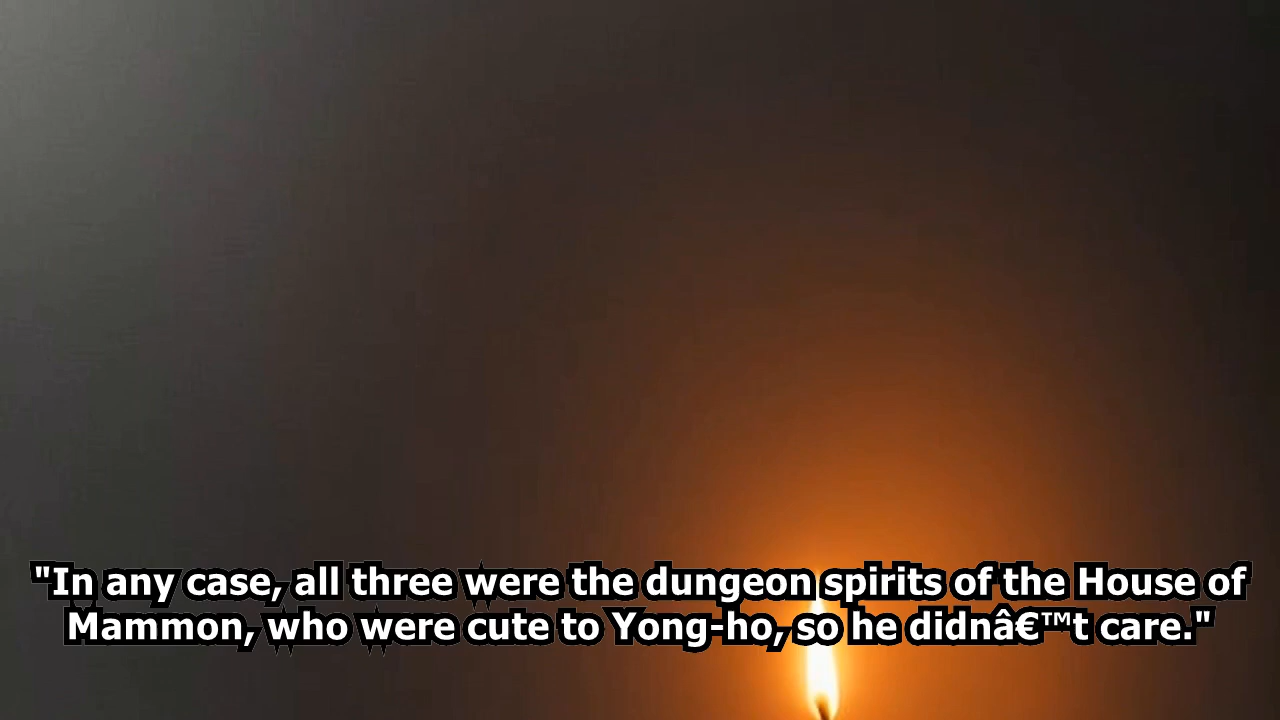 "In any case, all three were the dungeon spirits of the House of
Mammon, who were cute to Yong-ho, so he didnâ€™t care."